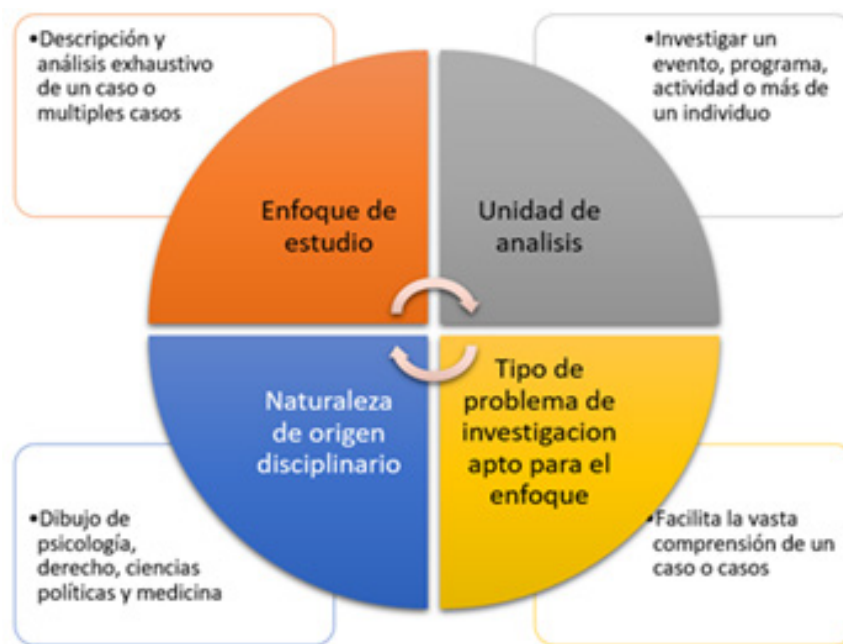 •Descripción y
análisis exhaustivo
de un caso o
multiples casos
•Investigar un
evento, programa,
actividad o más de
un individuo
Enfoque de
estudio
Unidad de
analisis
Naturaleza
de origen
disciplinario
Tipo de
problema de
investigacion
apto para el
enfoque
•Dibujo de
psicología,
derecho, ciencias
políticas y medicina
•Facilita la vasta
comprensión de un
caso o casos